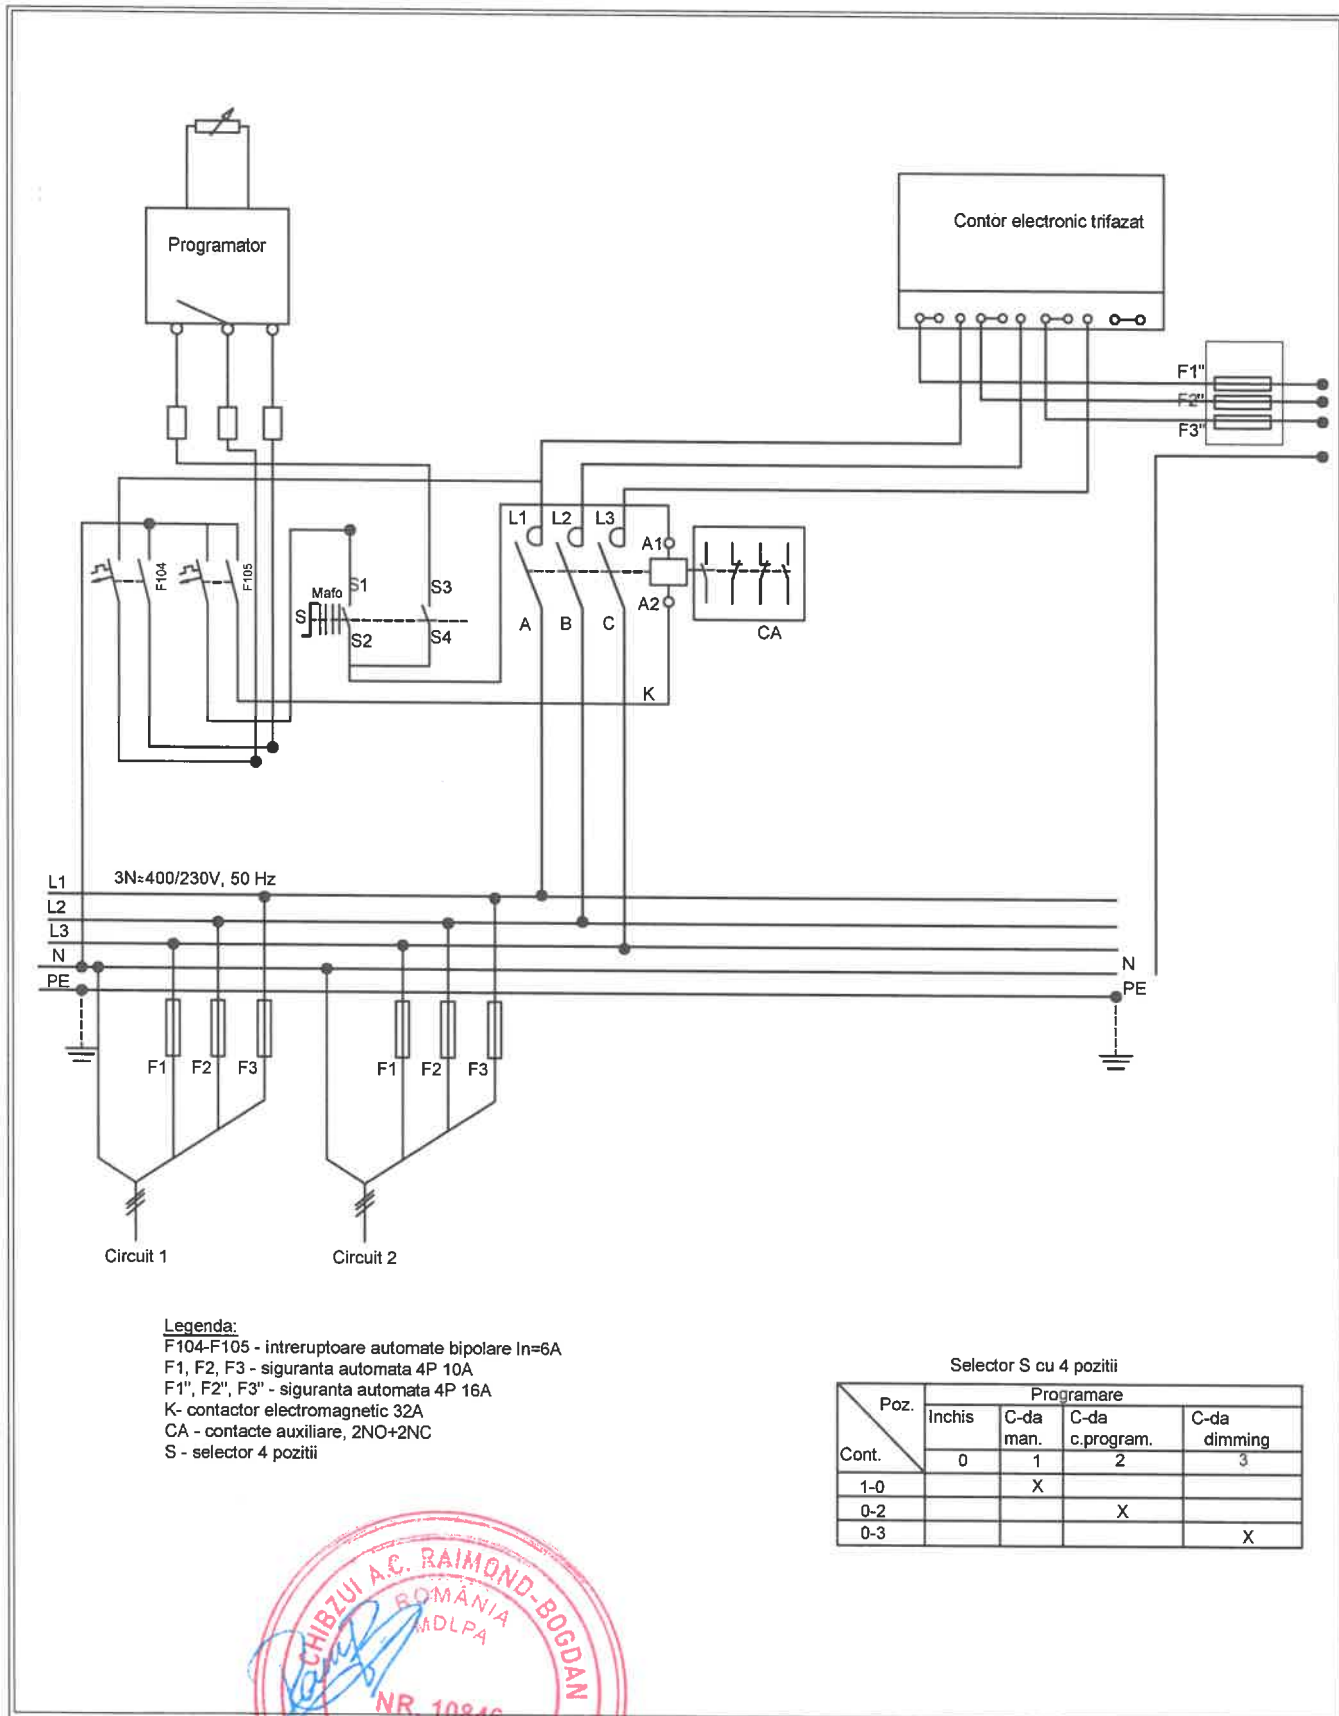 Programator
Contor electronic trifazat
F1"
F2"
F3"
L1 L2 L3
A1
A2
F104
F105
Mafo
S
S1
S2
S3
S4
A B C
CA
K
3N≈400/230V, 50 Hz
L1
L2
L3
N
PE
N
PE
F1 F2 F3
F1 F2 F3
Circuit 1
Circuit 2
Legenda:
F104-F105 - intreruptoare automate bipolare In=6A
F1, F2, F3 - siguranta automata 4P 10A
F1", F2", F3" - siguranta automata 4P 16A
K- contactor electromagnetic 32A
CA - contacte auxiliare, 2NO+2NC
S - selector 4 pozitii
Selector S cu 4 pozitii
Poz.
Cont.
Programare
Inchis C-da man. C-da c.program. C-da dimming
0 1 2 3
1-0 X
0-2 X
0-3 X
CHIBZUI A.C. RAIMOND-BOGDAN
ROMÂNIA
MDLPA
NR.